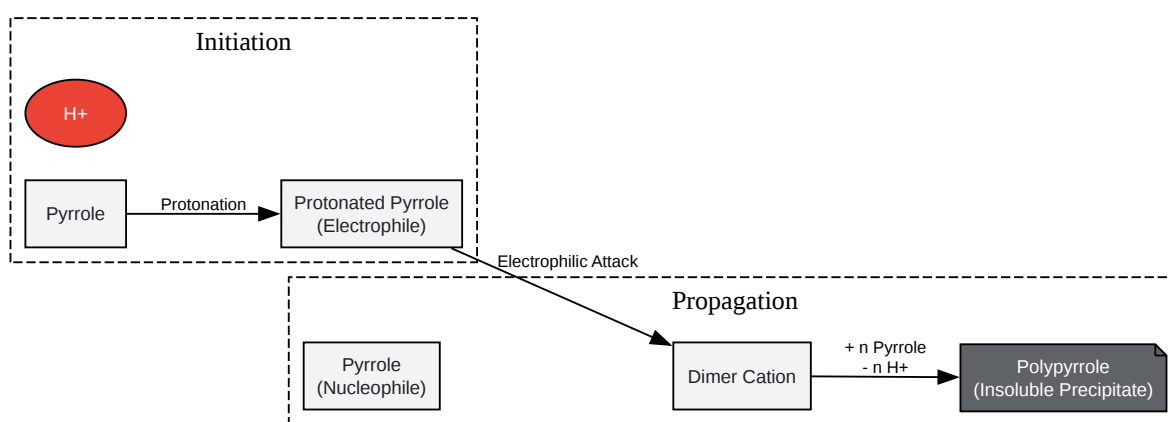 Initiation
H+
Pyrrole
Protonation
Protonated Pyrrole
(Electrophile)
Electrophilic Attack
Propagation
Pyrrole
(Nucleophile)
Dimer Cation
+ n Pyrrole
- n H+
Polypyrrole
(Insoluble Precipitate)